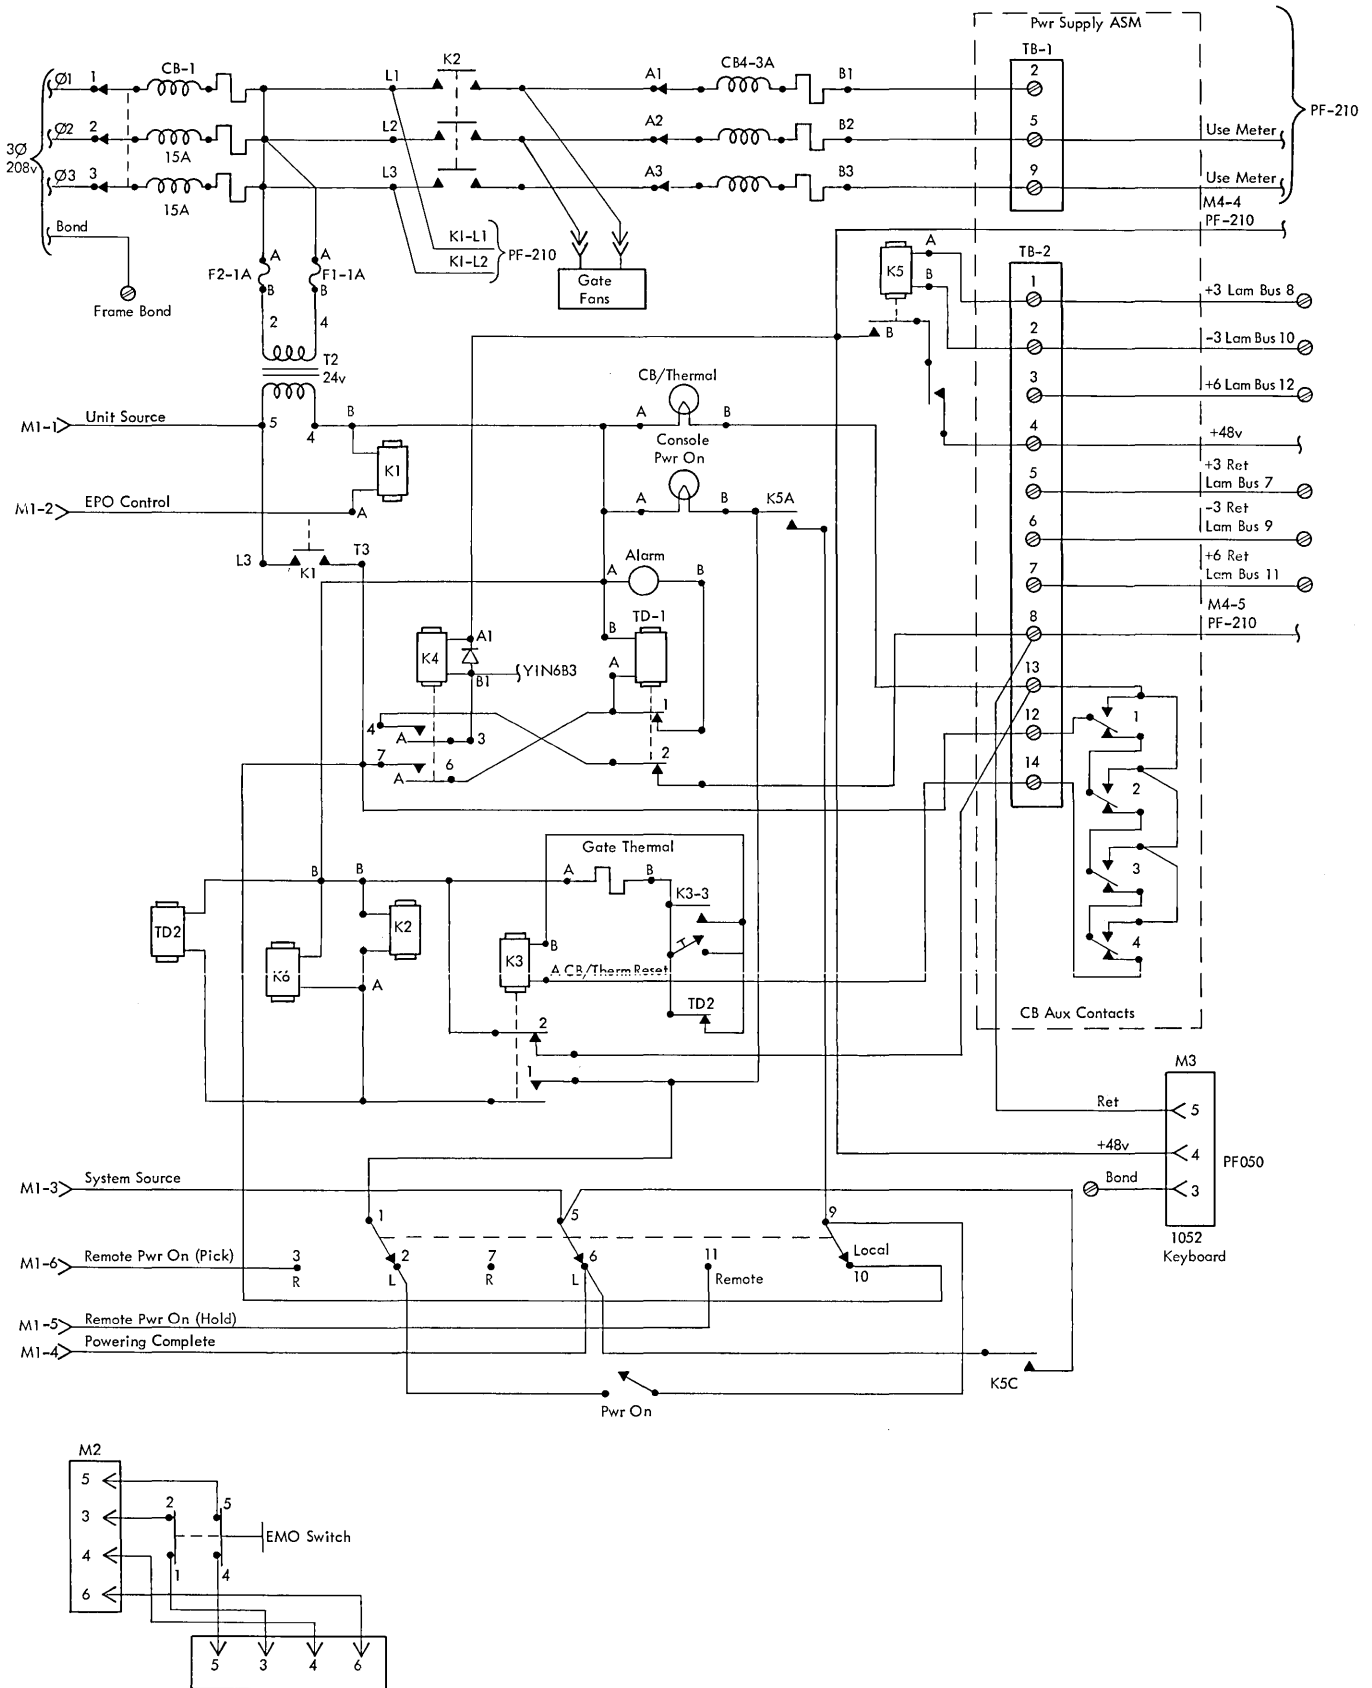 Pwr Supply ASM
3Ø
208v
Ø1 1 CB-1 L1 K2 A1 CB4-3A B1 TB-1 2
PF-210
Ø2 2 15A L2 A2 B2 5 Use Meter
Ø3 3 15A L3 A3 B3 9 Use Meter
M4-4
PF-210
Bond
Frame Bond
KI-L1
KI-L2
PF-210
Gate
Fans
A A
F2-1A F1-1A
B B
2 4
T2
24v
K5 A
B
B
TB-2
1 +3 Lam Bus 8
2 -3 Lam Bus 10
3 +6 Lam Bus 12
4 +48v
5 +3 Ret
Lam Bus 7
6 -3 Ret
Lam Bus 9
7 +6 Ret
Lam Bus 11
8 M4-5
PF-210
13
12
14
1
2
3
4
CB Aux Contacts
CB/Thermal
A B
Console
Pwr On
A B K5A
M1-1 Unit Source 5 4 B
K1
M1-2 EPO Control A
L3 K1 T3
Alarm
A B
TD-1
B
A
1
2
K4 A1
B1 YIN6B3
4 A 3
7 A 6
Gate Thermal
B B A B
K3-3
TD2 K6 K2 A
K3 B
A CB/Therm Reset
T
TD2
2
1
M3
Ret 5
+48v 4
Bond 3
PF050
1052
Keyboard
M1-3 System Source
1 5 9
M1-6 Remote Pwr On (Pick) 3 R 2 L 7 R 6 L 11 Remote Local 10
M1-5 Remote Pwr On (Hold)
M1-4 Powering Complete
K5C
Pwr On
M2
5
3
4
6
2 5
1 4
EMO Switch
5 3 4 6